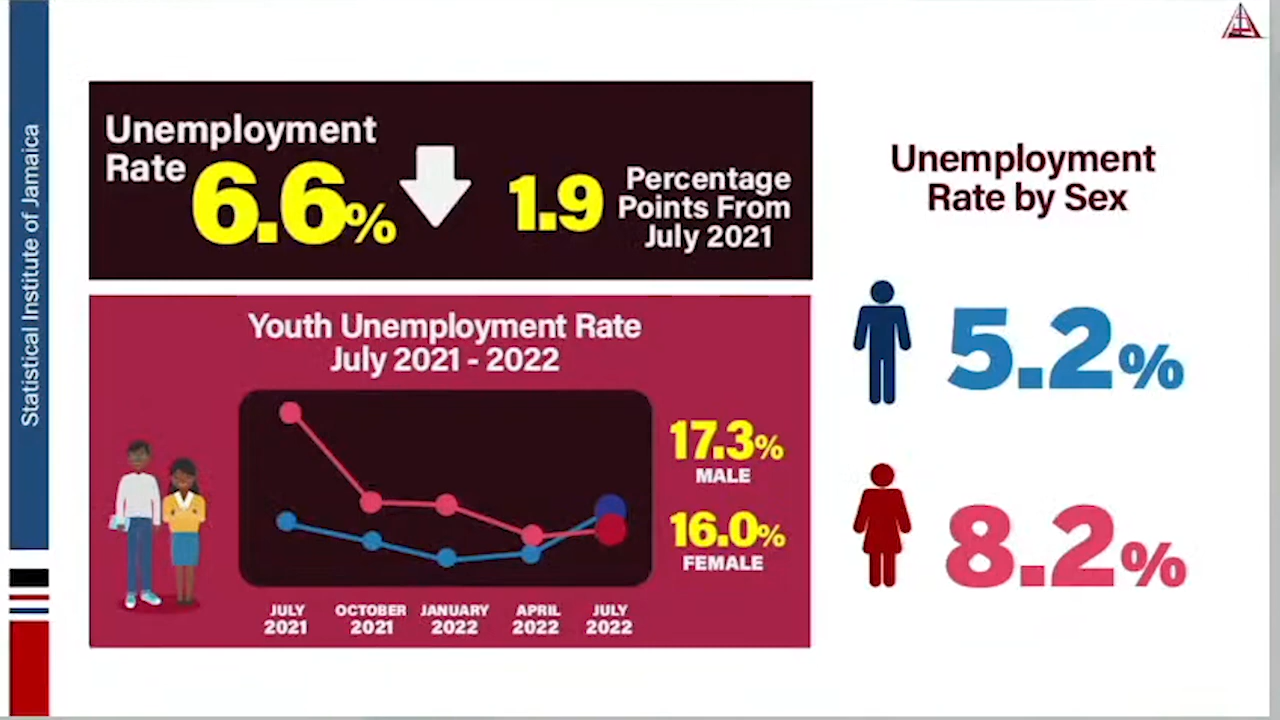 Statistical Institute of Jamaica
Unemployment
Rate 6.6%
1.9
Percentage
Points From
July 2021
Youth Unemployment Rate
July 2021 - 2022
17.3%
MALE
16.0%
FEMALE
JULY
2021
OCTOBER
2021
JANUARY
2022
APRIL
2022
JULY
2022
Unemployment
Rate by Sex
5.2%
8.2%